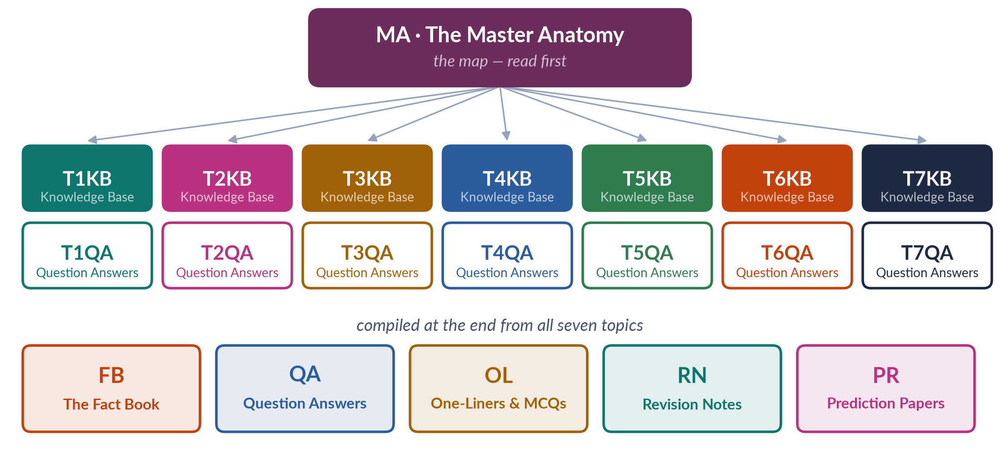 MA · The Master Anatomy
the map — read first
T1KB
Knowledge Base
T2KB
Knowledge Base
T3KB
Knowledge Base
T4KB
Knowledge Base
T5KB
Knowledge Base
T6KB
Knowledge Base
T7KB
Knowledge Base
T1QA
Question Answers
T2QA
Question Answers
T3QA
Question Answers
T4QA
Question Answers
T5QA
Question Answers
T6QA
Question Answers
T7QA
Question Answers
compiled at the end from all seven topics
FB
The Fact Book
QA
Question Answers
OL
One-Liners & MCQs
RN
Revision Notes
PR
Prediction Papers